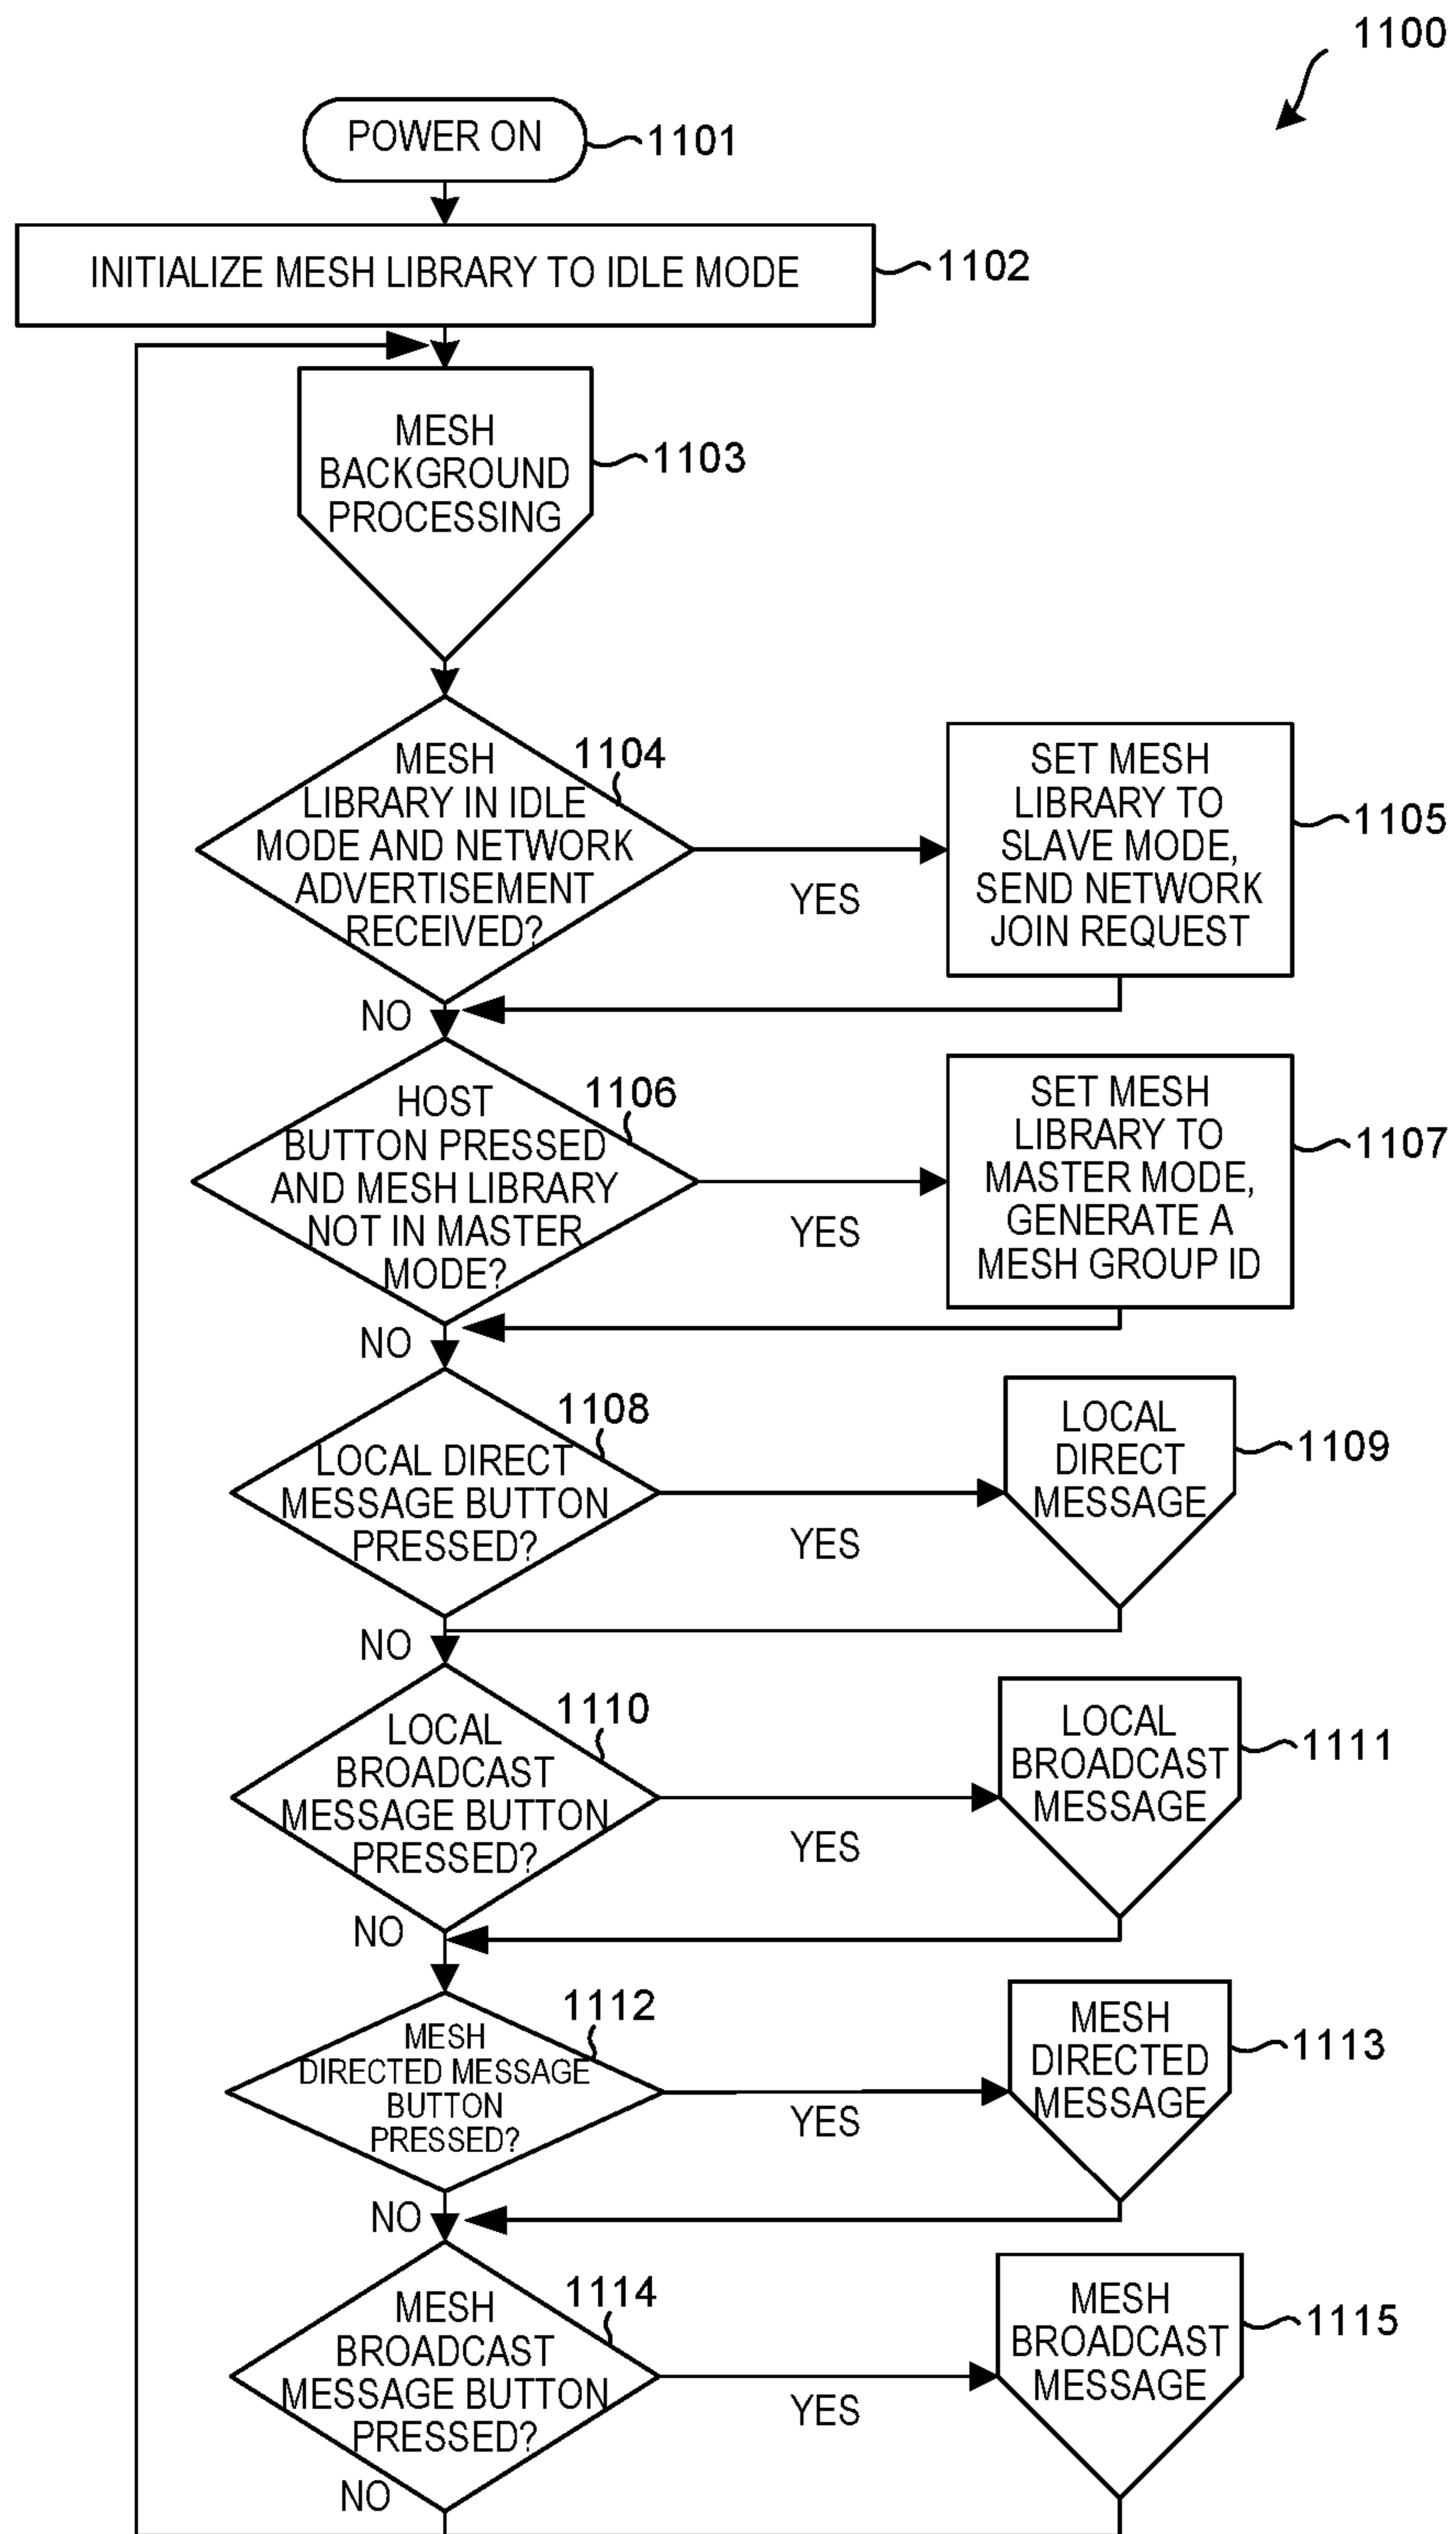 1100
POWER ON
1101
INITIALIZE MESH LIBRARY TO IDLE MODE
1102
MESH
BACKGROUND
PROCESSING
1103
MESH
LIBRARY IN IDLE
MODE AND NETWORK
ADVERTISEMENT
RECEIVED?
1104
YES
SET MESH
LIBRARY TO
SLAVE MODE,
SEND NETWORK
JOIN REQUEST
1105
NO
HOST
BUTTON PRESSED
AND MESH LIBRARY
NOT IN MASTER
MODE?
1106
YES
SET MESH
LIBRARY TO
MASTER MODE,
GENERATE A
MESH GROUP ID
1107
NO
LOCAL DIRECT
MESSAGE BUTTON
PRESSED?
1108
YES
LOCAL
DIRECT
MESSAGE
1109
NO
LOCAL
BROADCAST
MESSAGE BUTTON
PRESSED?
1110
YES
LOCAL
BROADCAST
MESSAGE
1111
NO
MESH
DIRECTED MESSAGE
BUTTON
PRESSED?
1112
YES
MESH
DIRECTED
MESSAGE
1113
NO
MESH
BROADCAST
MESSAGE BUTTON
PRESSED?
1114
YES
MESH
BROADCAST
MESSAGE
1115
NO